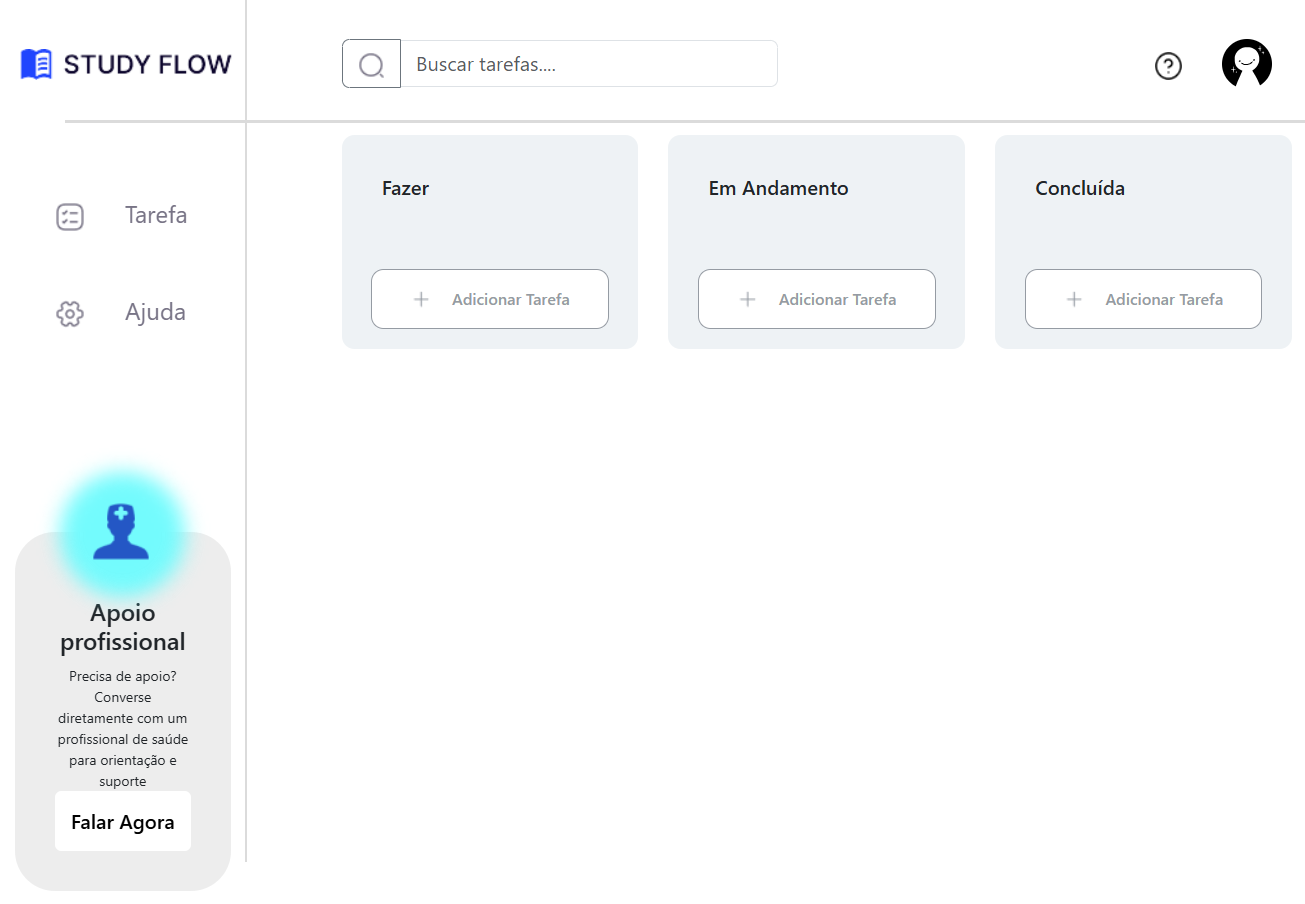 STUDY FLOW
Buscar tarefas....
Tarefa
Ajuda
Fazer
Adicionar Tarefa
Em Andamento
Adicionar Tarefa
Concluída
Adicionar Tarefa
Apoio
profissional
Precisa de apoio?
Converse
diretamente com um
profissional de saúde
para orientação e
suporte
Falar Agora